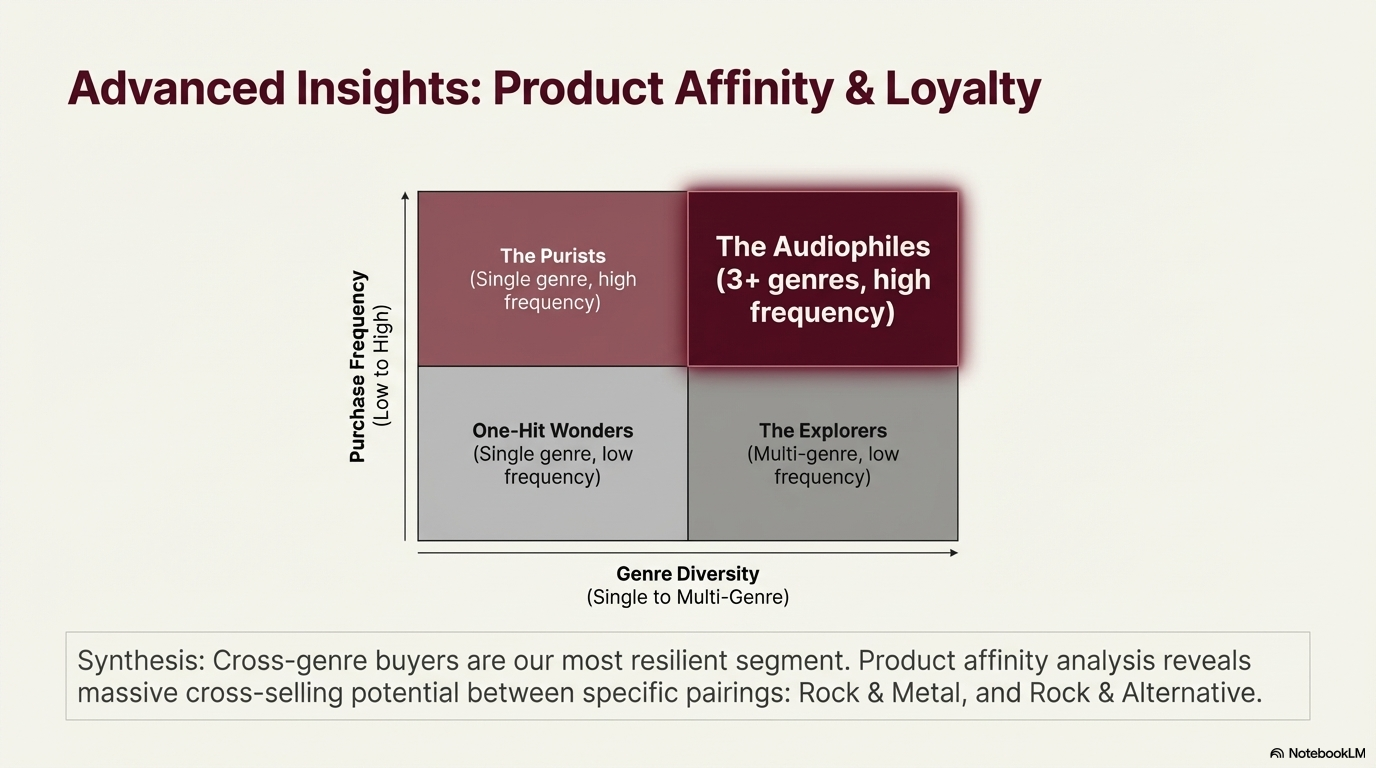 Advanced Insights: Product Affinity & Loyalty
Purchase Frequency
(Low to High)
The Purists
(Single genre, high
frequency)
The Audiophiles
(3+ genres, high
frequency)
One-Hit Wonders
(Single genre, low
frequency)
The Explorers
(Multi-genre, low
frequency)
Genre Diversity
(Single to Multi-Genre)
Synthesis: Cross-genre buyers are our most resilient segment. Product affinity analysis reveals
massive cross-selling potential between specific pairings: Rock & Metal, and Rock & Alternative.
NotebookLM